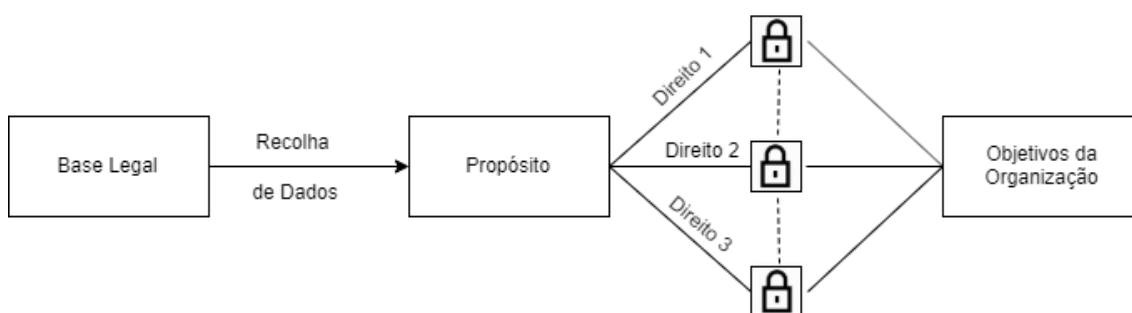 Base Legal
Recolha
de Dados
Propósito
Direito 1
Direito 2
Direito 3
Objetivos da
Organização